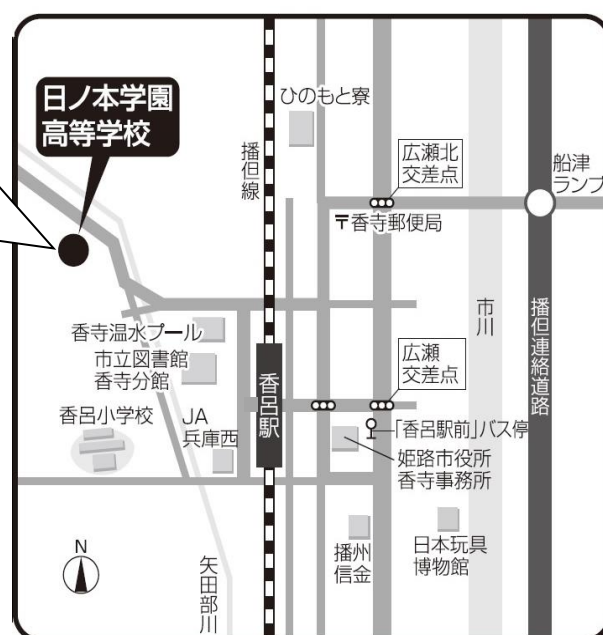 日ノ本学園
高等学校
ひのもと寮
播但線
広瀬北
交差点
船津
ランプ
〒香寺郵便局
香寺温水プール
市立図書館
香寺分館
香呂小学校
JA
兵庫西
香呂駅
広瀬
交差点
市川
播但連絡道路
「香呂駅前」バス停
姫路市役所
香寺事務所
播州
信金
日本玩具
博物館
矢田部川
N